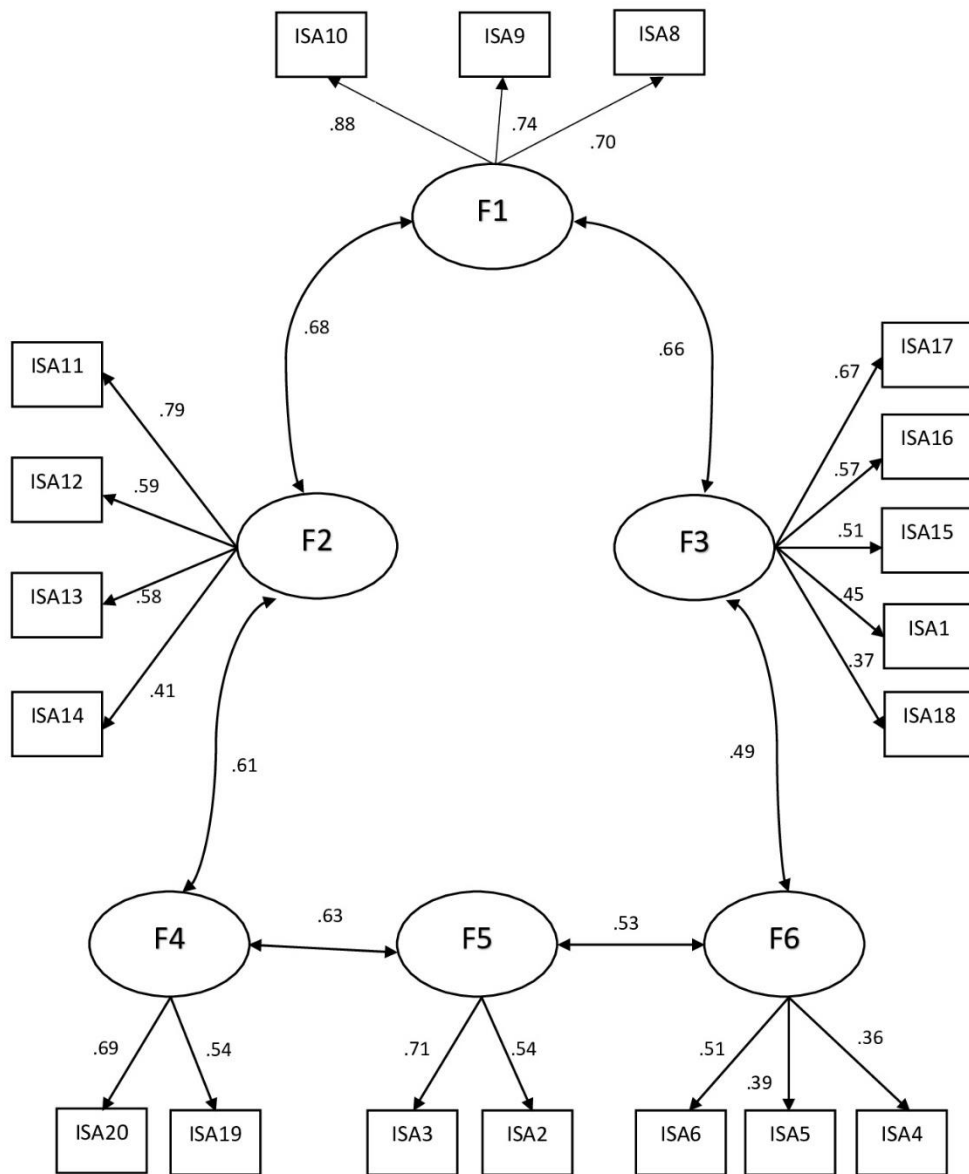 ISA10
ISA9
ISA8
.88
.74
.70
F1
.68
.66
ISA11
ISA12
ISA13
ISA14
.79
.59
.58
.41
F2
F3
.67
.57
.51
.45
.37
ISA17
ISA16
ISA15
ISA1
ISA18
.61
.49
F4
.63
F5
.53
F6
.69
.54
.71
.54
.51
.39
.36
ISA20
ISA19
ISA3
ISA2
ISA6
ISA5
ISA4